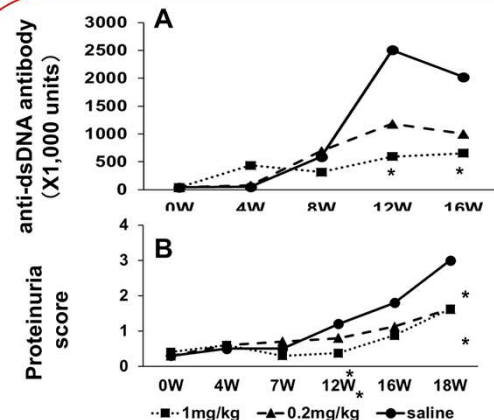 A
anti-dsDNA antibody
(X1,000 units)
3000
2500
2000
1500
1000
500
0
* *
0W 4W 8W 12W 16W
B
Proteinuria
score
4
3
2
1
0
*
*
0W 4W 7W 12W 16W 18W
*
*
1mg/kg 0.2mg/kg saline